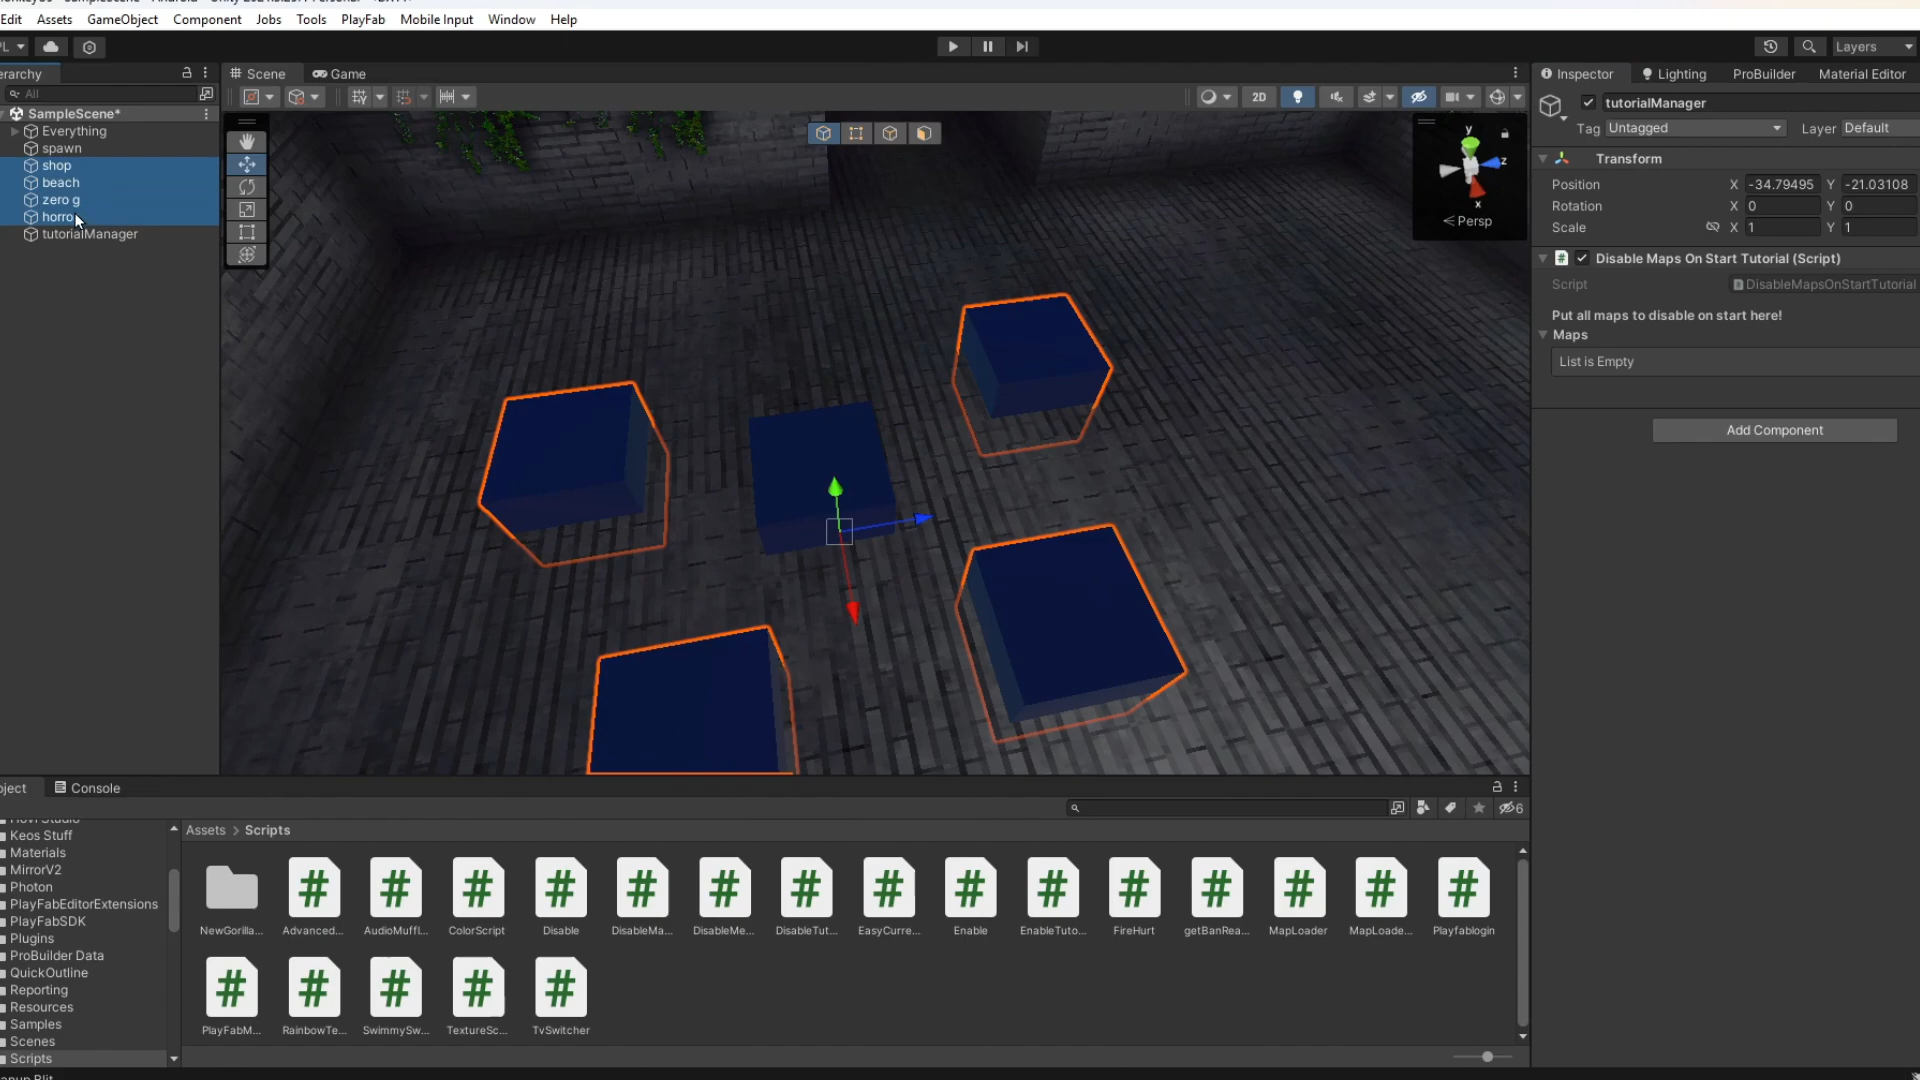 Edit Assets GameObject Component Jobs Tools PlayFab Mobile Input Window Help
Layers
Scene Game
Inspector Lighting ProBuilder Material Editor
All
2D
SampleScene*
Everything
spawn
shop
beach
zero g
tutorialManager
y
z
x
Persp
tutorialManager
Tag Untagged Layer Default
Transform
Position X -34.79495 Y -21.03108
Rotation X 0 Y 0
Scale X 1 Y 1
Disable Maps On Start Tutorial (Script)
Script DisableMapsOnStartTutorial
Put all maps to disable on start here!
Maps
List is Empty
Add Component
Console
6
Keos Stuff
Materials
MirrorV2
Photon
PlayFabEditorExtensions
PlayFabSDK
Plugins
ProBuilder Data
QuickOutline
Reporting
Resources
Samples
Scenes
Scripts
Assets > Scripts
NewGorilla... Advanced... AudioMuffl... ColorScript Disable DisableMa... DisableMe... DisableTut... EasyCurre... Enable EnableTuto... FireHurt getBanRea... MapLoader MapLoade... Playfablogin
PlayFabM... RainbowTe... SwimmySw... TextureSc... TvSwitcher